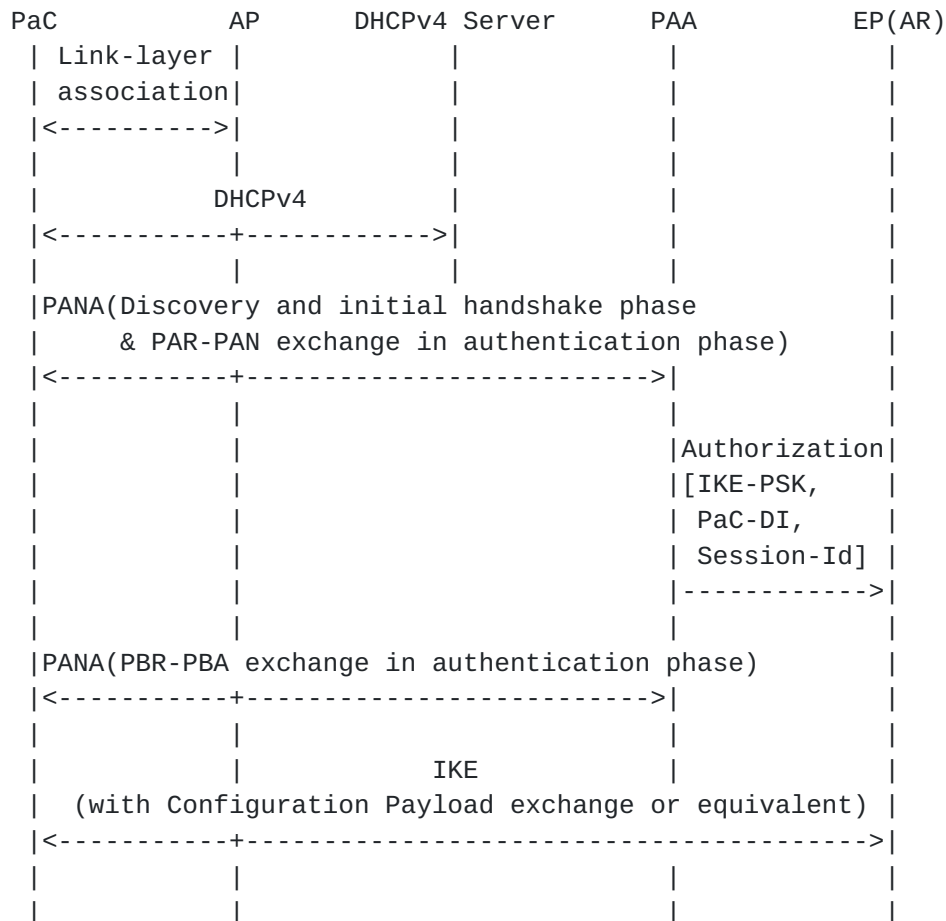 PaC AP DHCPv4 Server PAA EP(AR)
| Link-layer | | | |
| association| | | |
|<---------->| | | |
| | | | |
| DHCPv4 | | |
|<-----------+------------>| | |
| | | | |
|PANA(Discovery and initial handshake phase |
| & PAR-PAN exchange in authentication phase) |
|<-----------+-------------------------->| |
| | | |
| | |Authorization|
| | |[IKE-PSK, |
| | | PaC-DI, |
| | | Session-Id] |
| | |------------>|
| | | |
|PANA(PBR-PBA exchange in authentication phase) |
|<-----------+-------------------------->| |
| | | |
| | IKE | |
| (with Configuration Payload exchange or equivalent) |
|<-----------+---------------------------------------->|
| | | |
| | | |